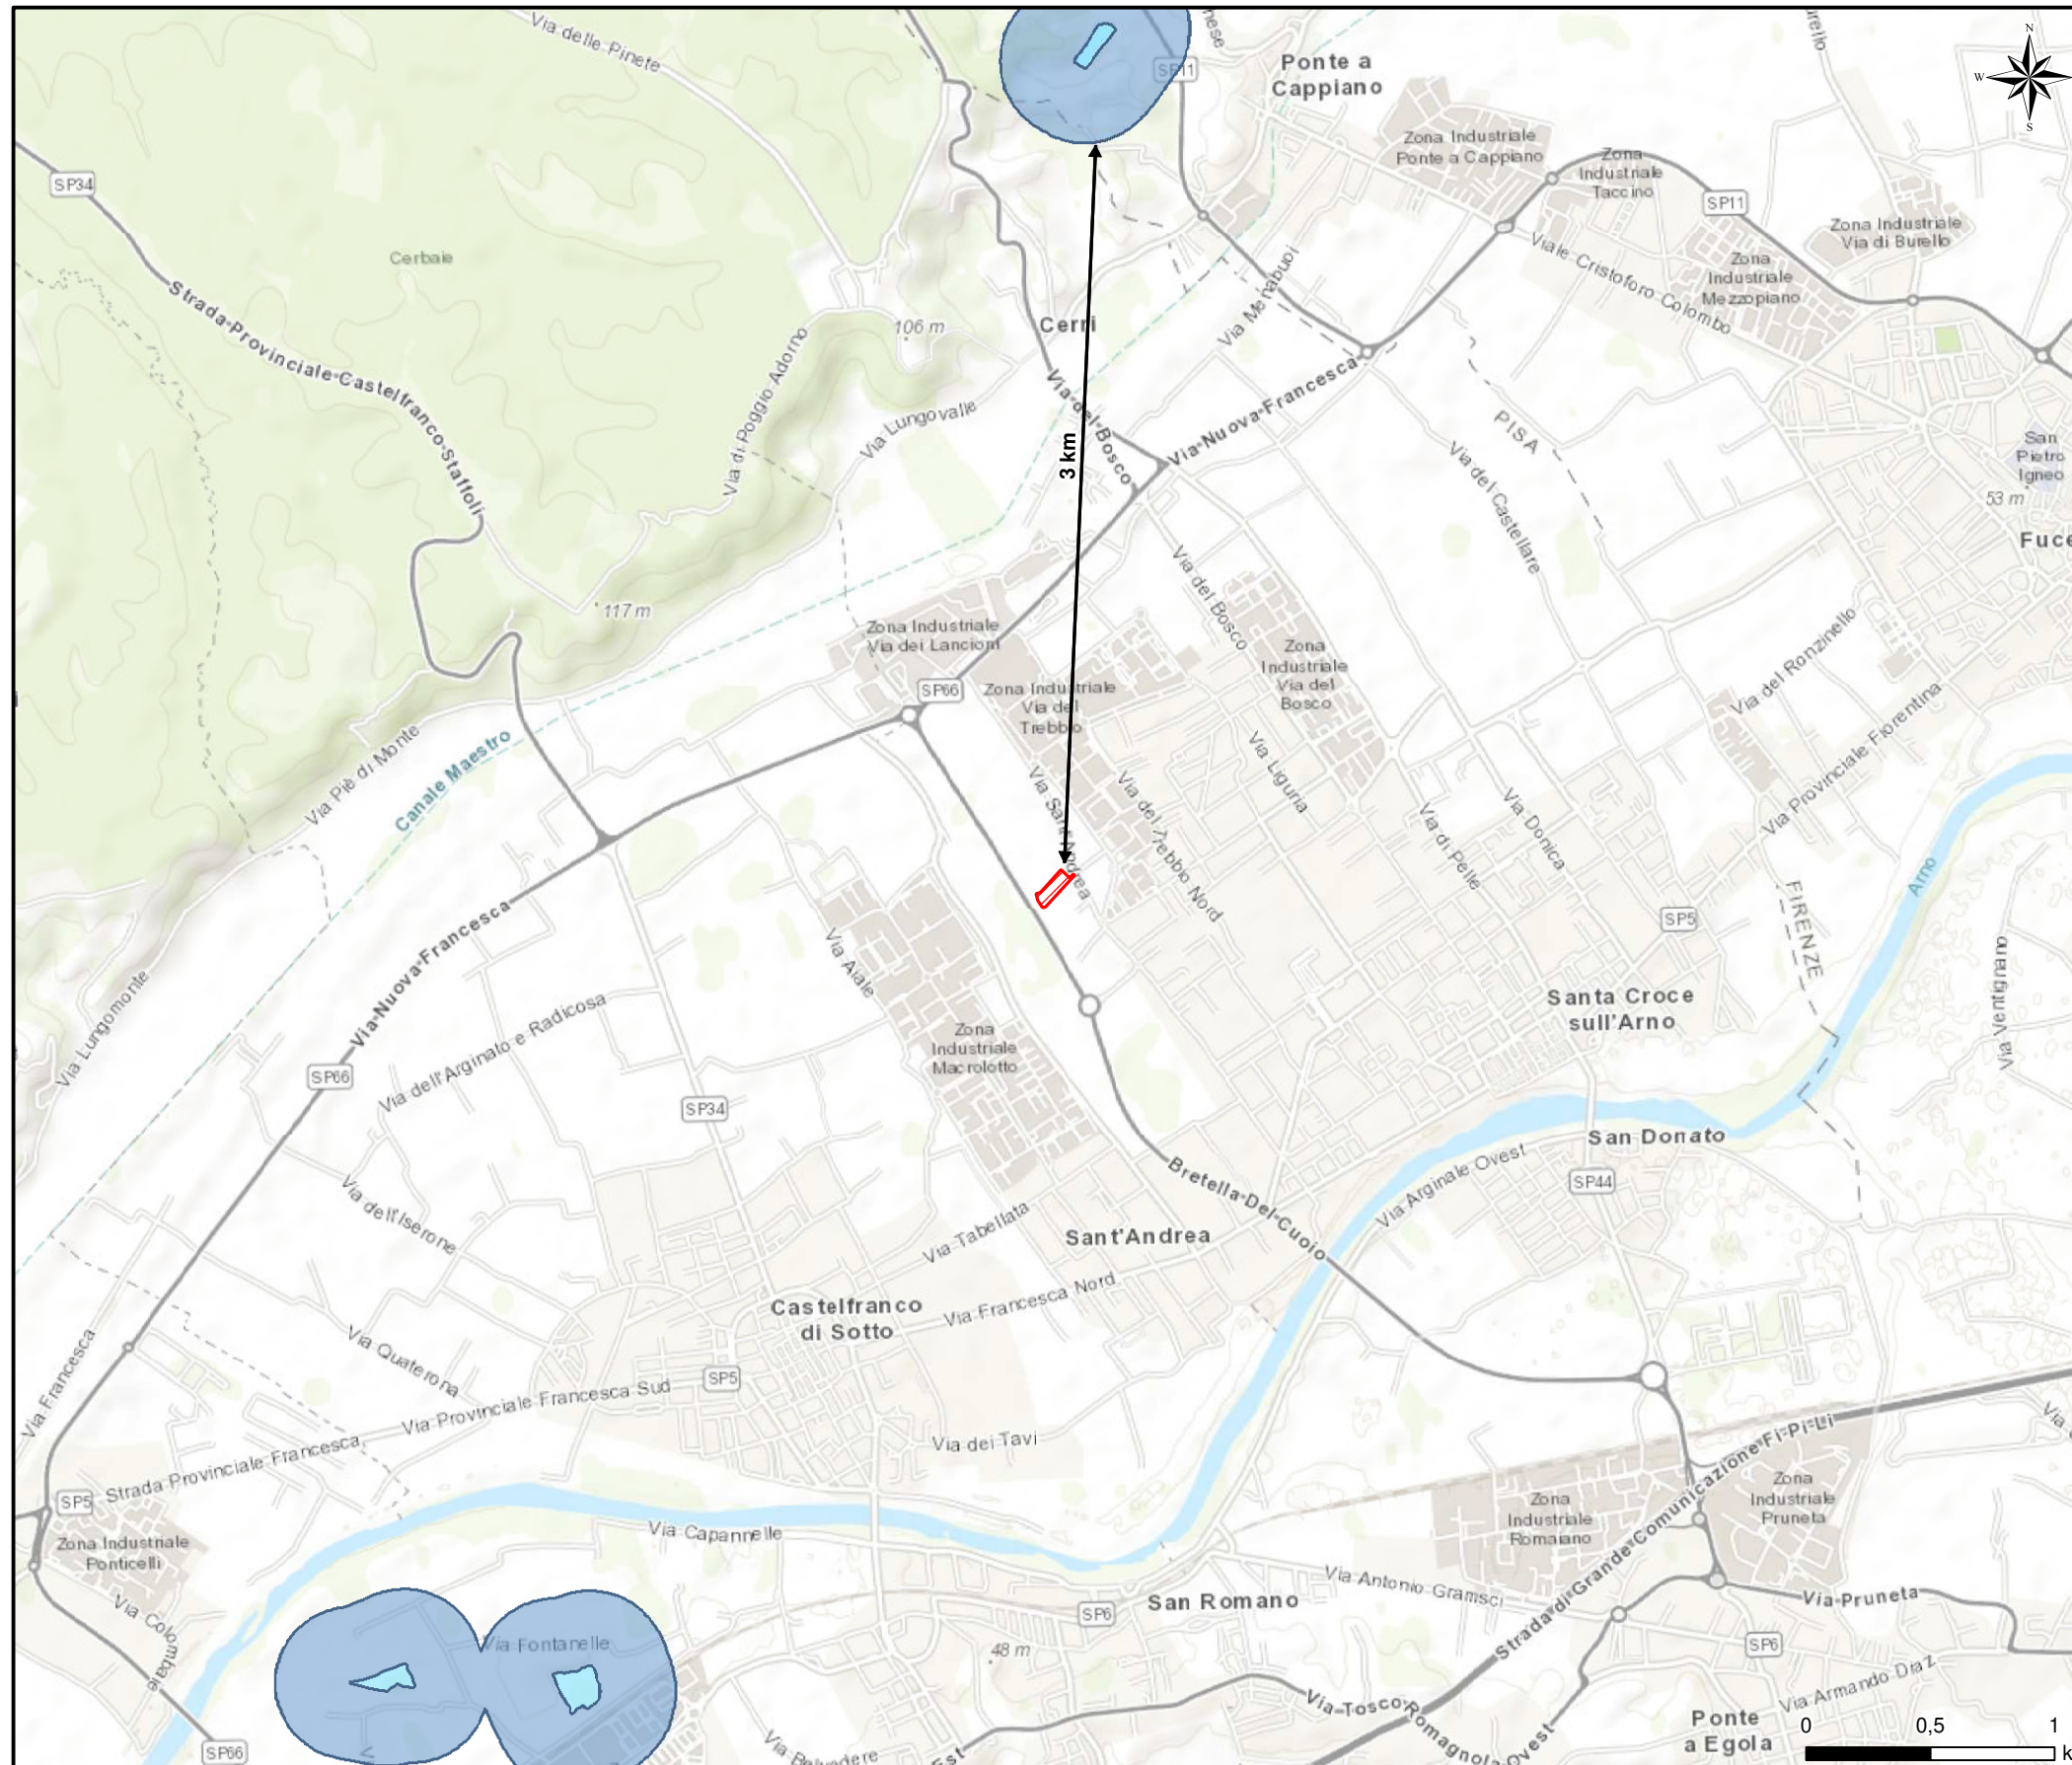 Via delle Pinete
SP11
Ponte a
Cappiano
N
W
S
Zona Industriale
Ponte a Cappiano
Zona
Industriale
Taccino
SP34
SP11
Zona Industriale
Via di Burello
Viale Cristoforo Colombo
Zona
Industriale
Mezzopiano
Cerbaie
Strada Provinciale Castelfranco-Staffoli
106 m
Cerri
Via Menabuoi
Via di Poggio Adorno
Via Lungovalle
Via del Bosco
Via Nuova Francesca
3 km
PISA
Via del Castellare
San
Pietro
Igneo
53 m
117 m
Via del Bosco
Zona Industriale
Via dei Lancioni
Zona
Industriale
Via del
Bosco
SP66
Zona Industriale
Via del
Trebbio
Via del Ronzinello
Via Provinciale Fiorentina
Via Piè di Monte
Canale Maestro
Via Sant'Andrea
Via del Trebbio Nord
Via Liguria
Via di Pelle
Via Donica
Arno
FIRENZE
SP5
Via Nuova Francesca
Via Aiale
Via Ventignano
Via Lungomonte
Via dell'Arginato e Radicosa
Santa Croce
sull'Arno
Zona
Industriale
Macrolotto
SP66
SP34
San Donato
Via Arginale Ovest
SP44
Bretella Del Cuoio
Via dell'Iserone
Via Tabellata
Sant'Andrea
Castelfranco
di Sotto
Via Francesca Nord
Via Francesca
Via Quaterona
SP5
Via Provinciale Francesca Sud
Strada Provinciale Francesca
Via dei Tavi
Strada di Grande Comunicazione Fi-Pi-Li
SP5
Zona
Industriale
Romaiano
Zona
Industriale
Pruneta
Zona Industriale
Ponticelli
Via Capannelle
Via Colombaie
Via Antonio Gramsci
San Romano
SP6
Via Pruneta
Via Fontanelle
48 m
SP6
Via Armando Diaz
Via Tosco Romagnola Ovest
Ponte
a Egola
SP66
Via Belvedere
Est
0
0,5
1